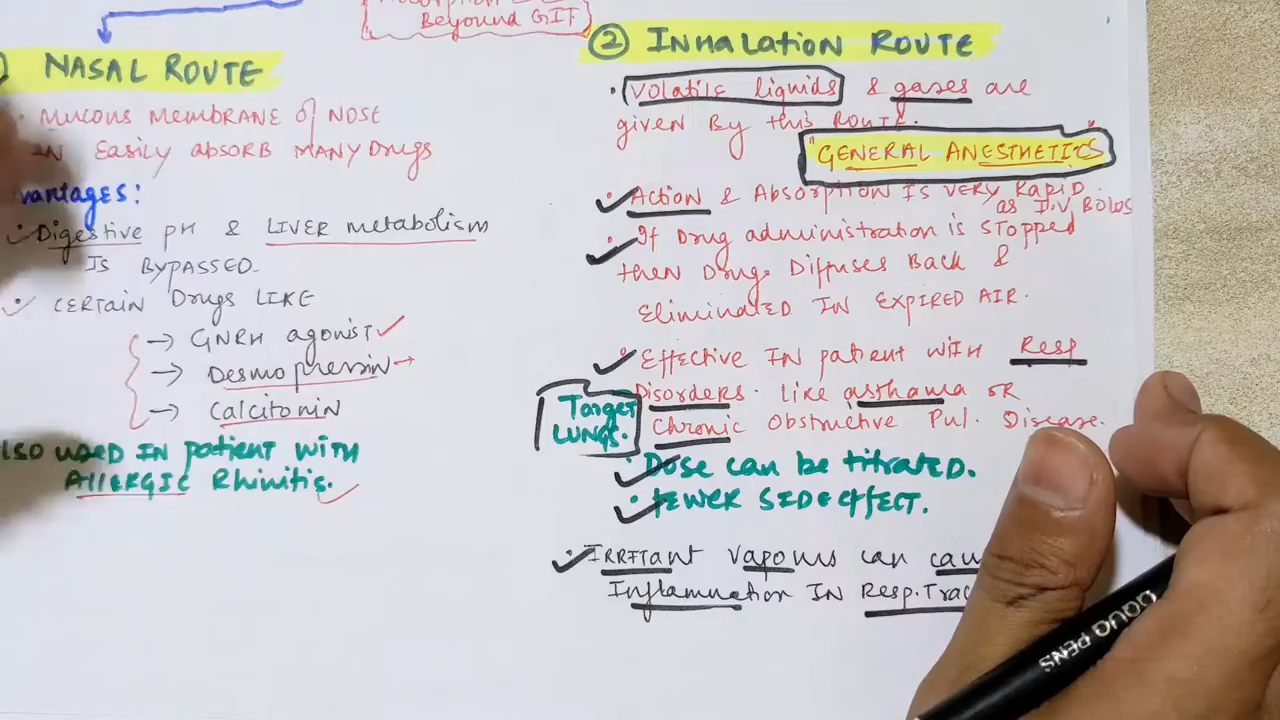 Beyound GIT
NASAL ROUTE
Mucous MEMBRANE of NOSE
Easily absorb MANY Drugs
vantages:
Digestive pH & LIVER metabolism
Is BYPASSED.
CERTAIN Drugs LIKE
→ GNRH agonist
→ Desmopressin →
→ Calcitonin
lso used IN patient with
AllERGIC Rhinitis.
② INHALATION ROUTE
• Volatile liquids & gases are
given By this Route.
"GENERAL ANESTHETICS"
• Action & Absorption Is very Rapid.
as I.V Bolus
• If Drug administration is stopped
then Drugs Diffuses Back &
Eliminated IN EXPIRED AIR.
• Effective IN patient with Resp
Disorders. like asthama or
Chronic Obstructive Pul. Disease.
Target
LUNGS.
• Dose can be titrated.
• FEWER SIDE EFFECT.
• IRRITant vapours can cau
Inflamnation IN Resp. Trac
DOUG PENS